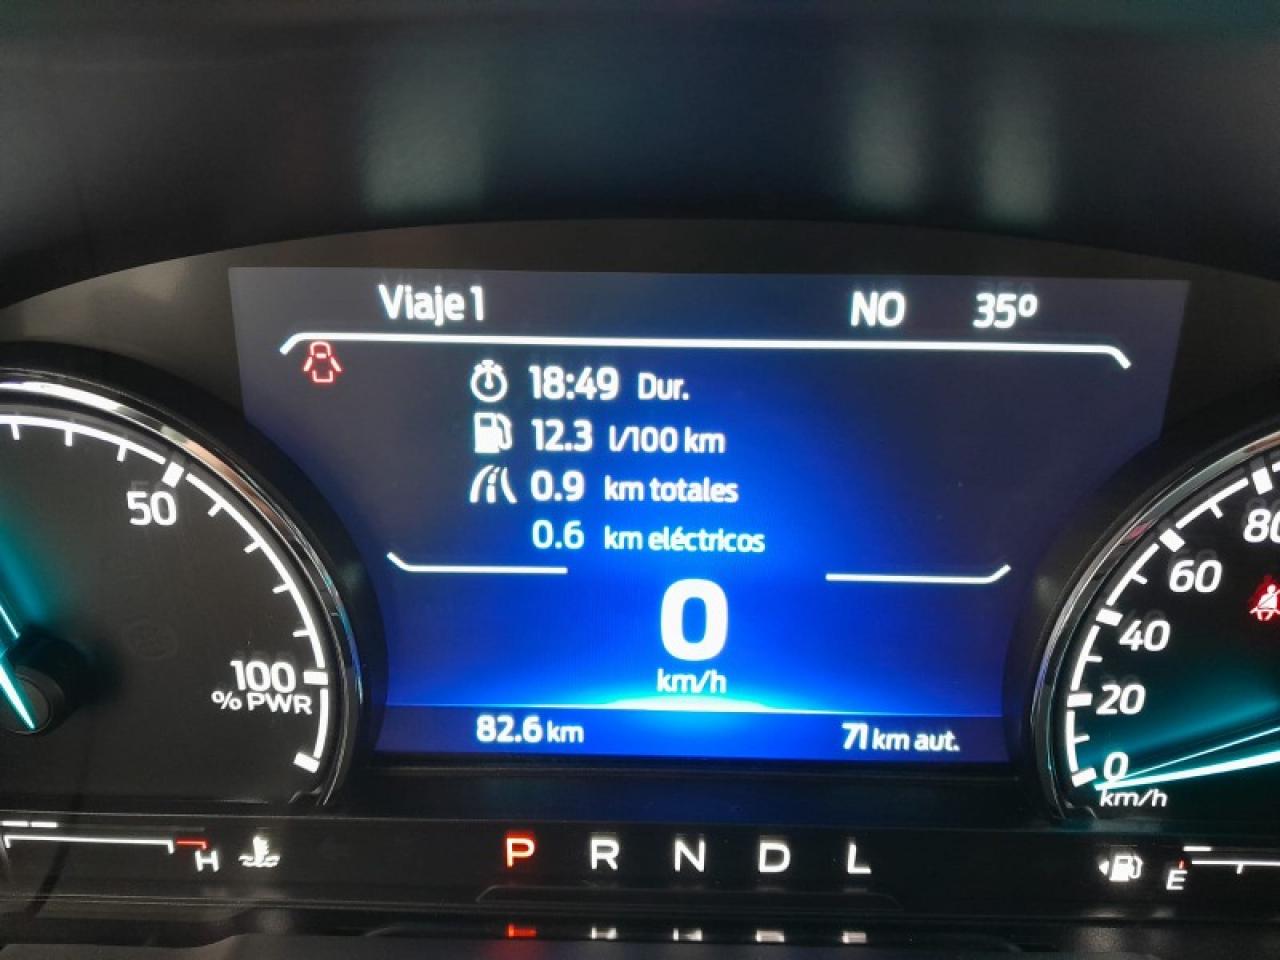 Viaje 1 NO 35º
18:49 Dur.
12.3 l/100 km
0.9 km totales
0.6 km eléctricos
0
km/h
82.6 km 71 km aut.
50
100
% PWR
80
60
40
20
0
km/h
H P R N D L E